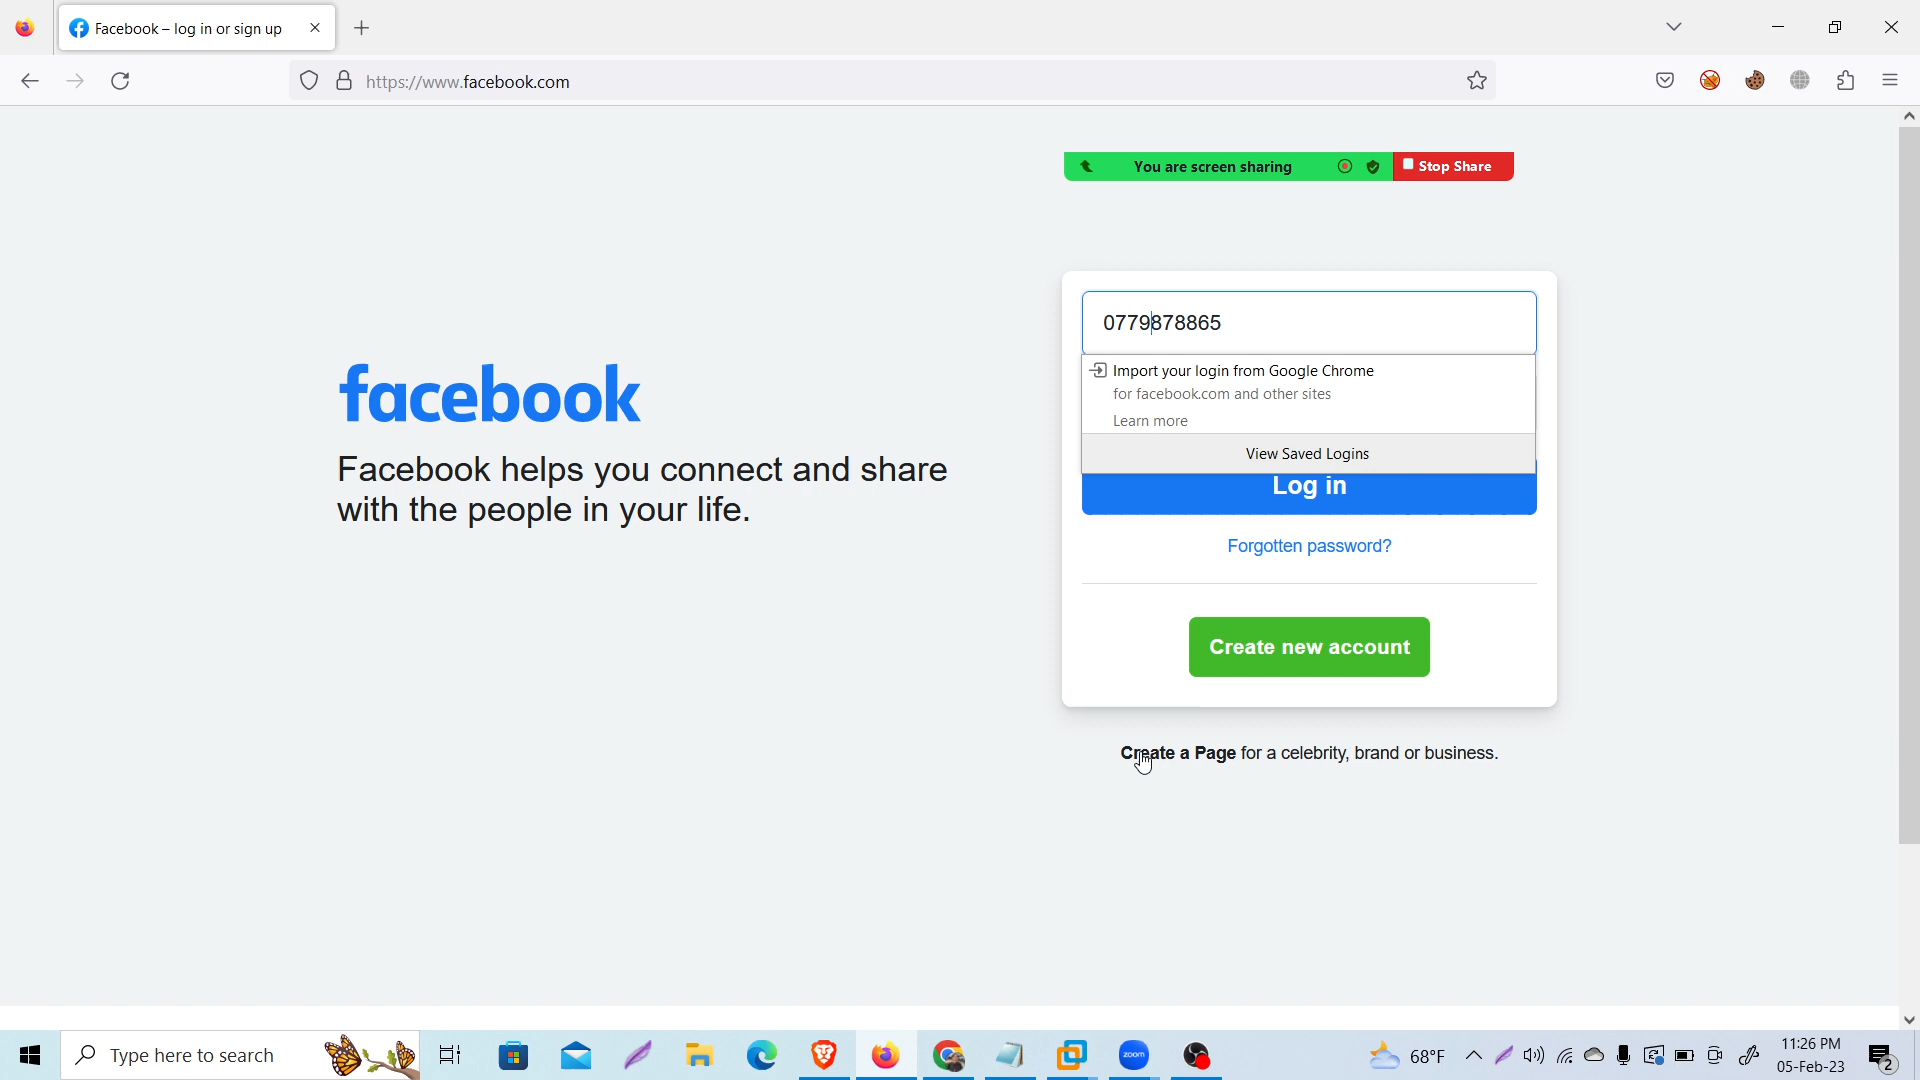 Facebook – log in or sign up
https://www.facebook.com
You are screen sharing
Stop Share
0779878865
Import your login from Google Chrome
for facebook.com and other sites
Learn more
View Saved Logins
facebook
Facebook helps you connect and share
with the people in your life.
Log in
Forgotten password?
Create new account
Create a Page for a celebrity, brand or business.
Type here to search
zoom
68°F
11:26 PM
05-Feb-23
2